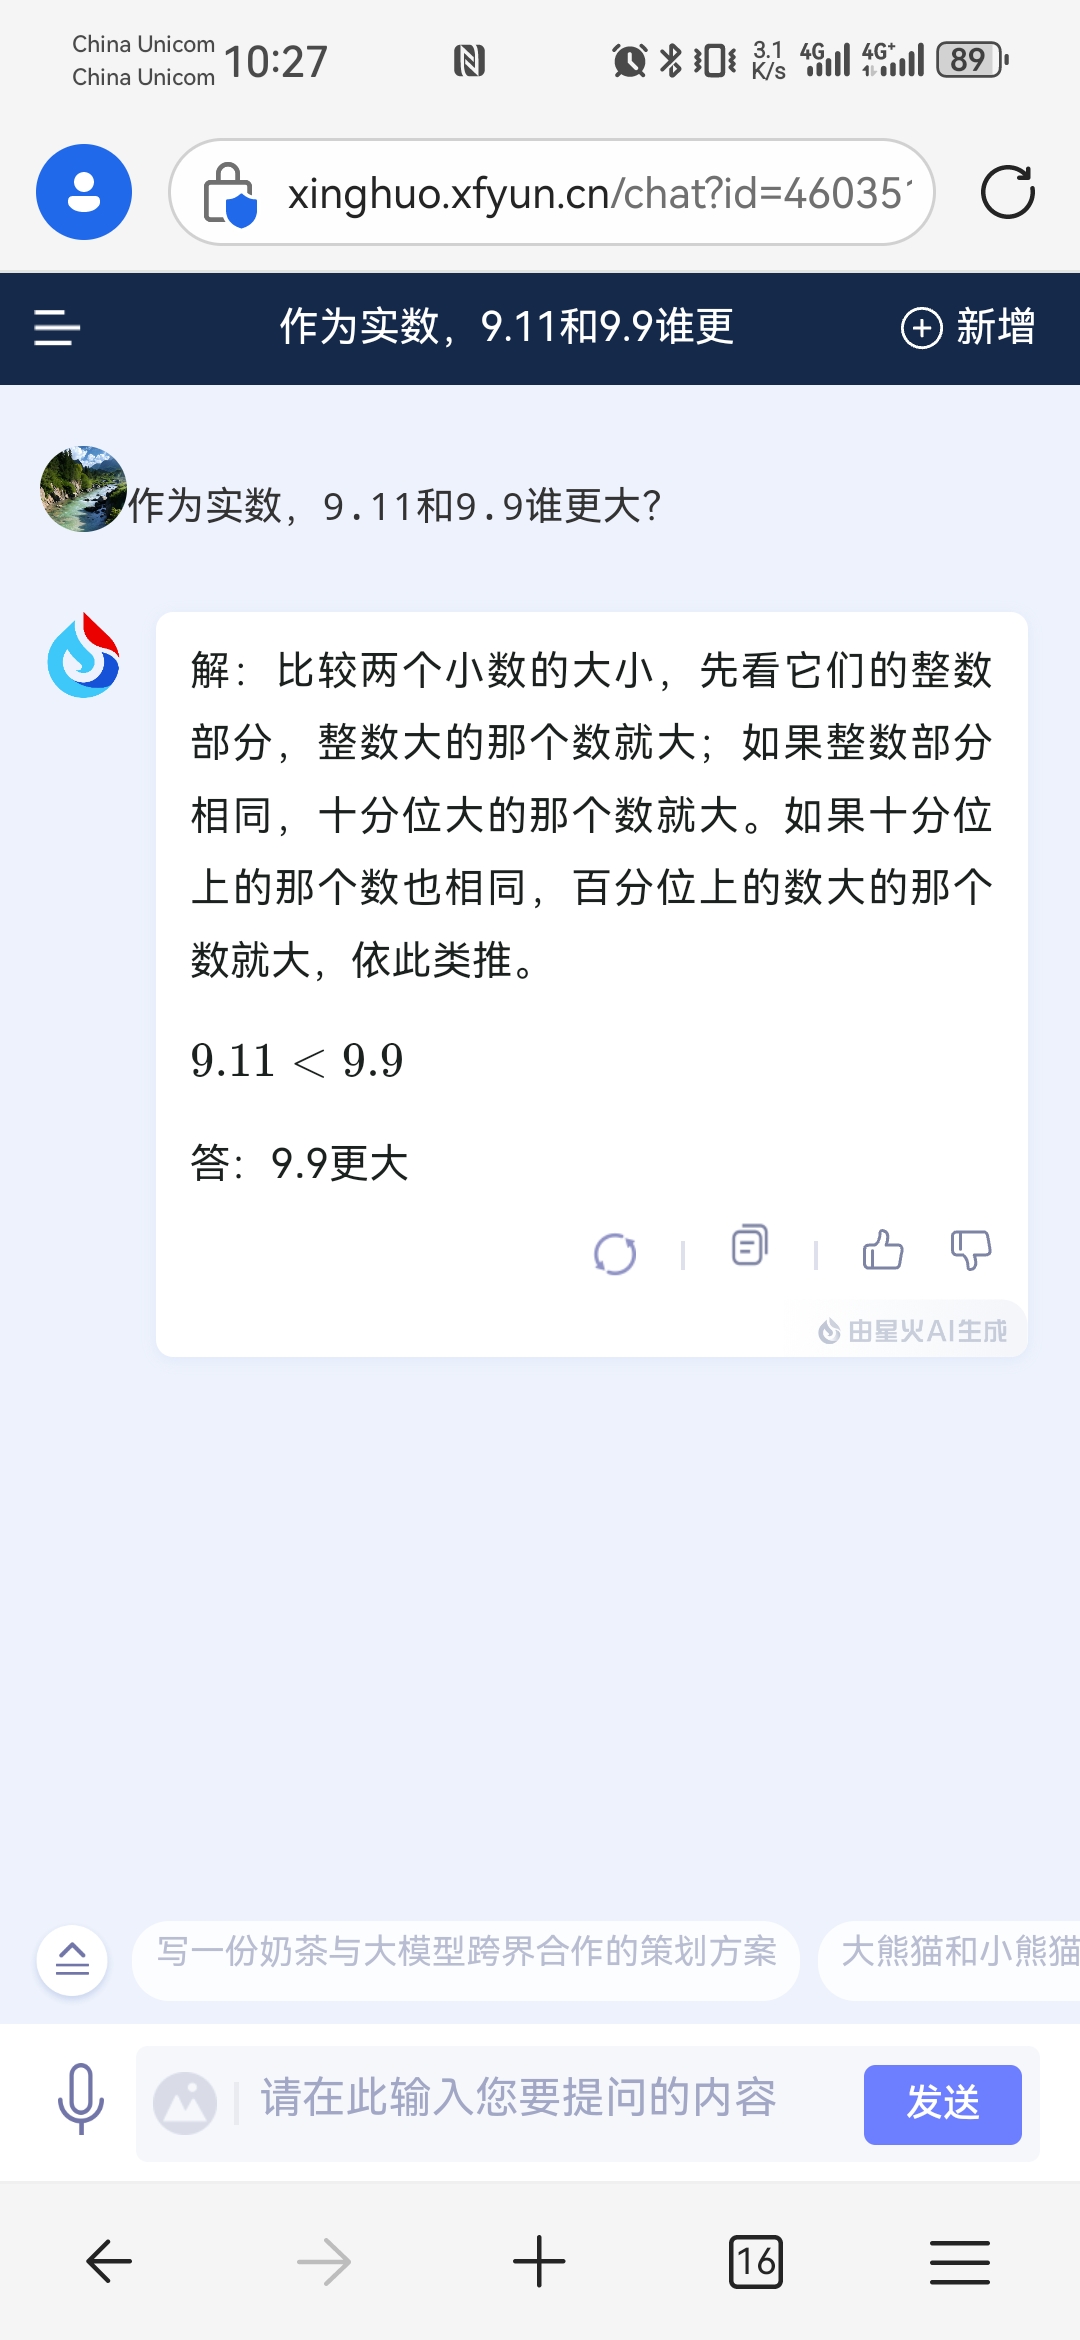 China Unicom
China Unicom
10:27
3.1
K/s
4G
4G+
89
xinghuo.xfyun.cn/chat?id=46035
作为实数，9.11和9.9谁更
新增
作为实数，9.11和9.9谁更大？
解：比较两个小数的大小，先看它们的整数
部分，整数大的那个数就大；如果整数部分
相同，十分位大的那个数就大。如果十分位
上的那个数也相同，百分位上的数大的那个
数就大，依此类推。
9.11 < 9.9
答：9.9更大
由星火AI生成
写一份奶茶与大模型跨界合作的策划方案
大熊猫和小熊猫
请在此输入您要提问的内容
发送
16